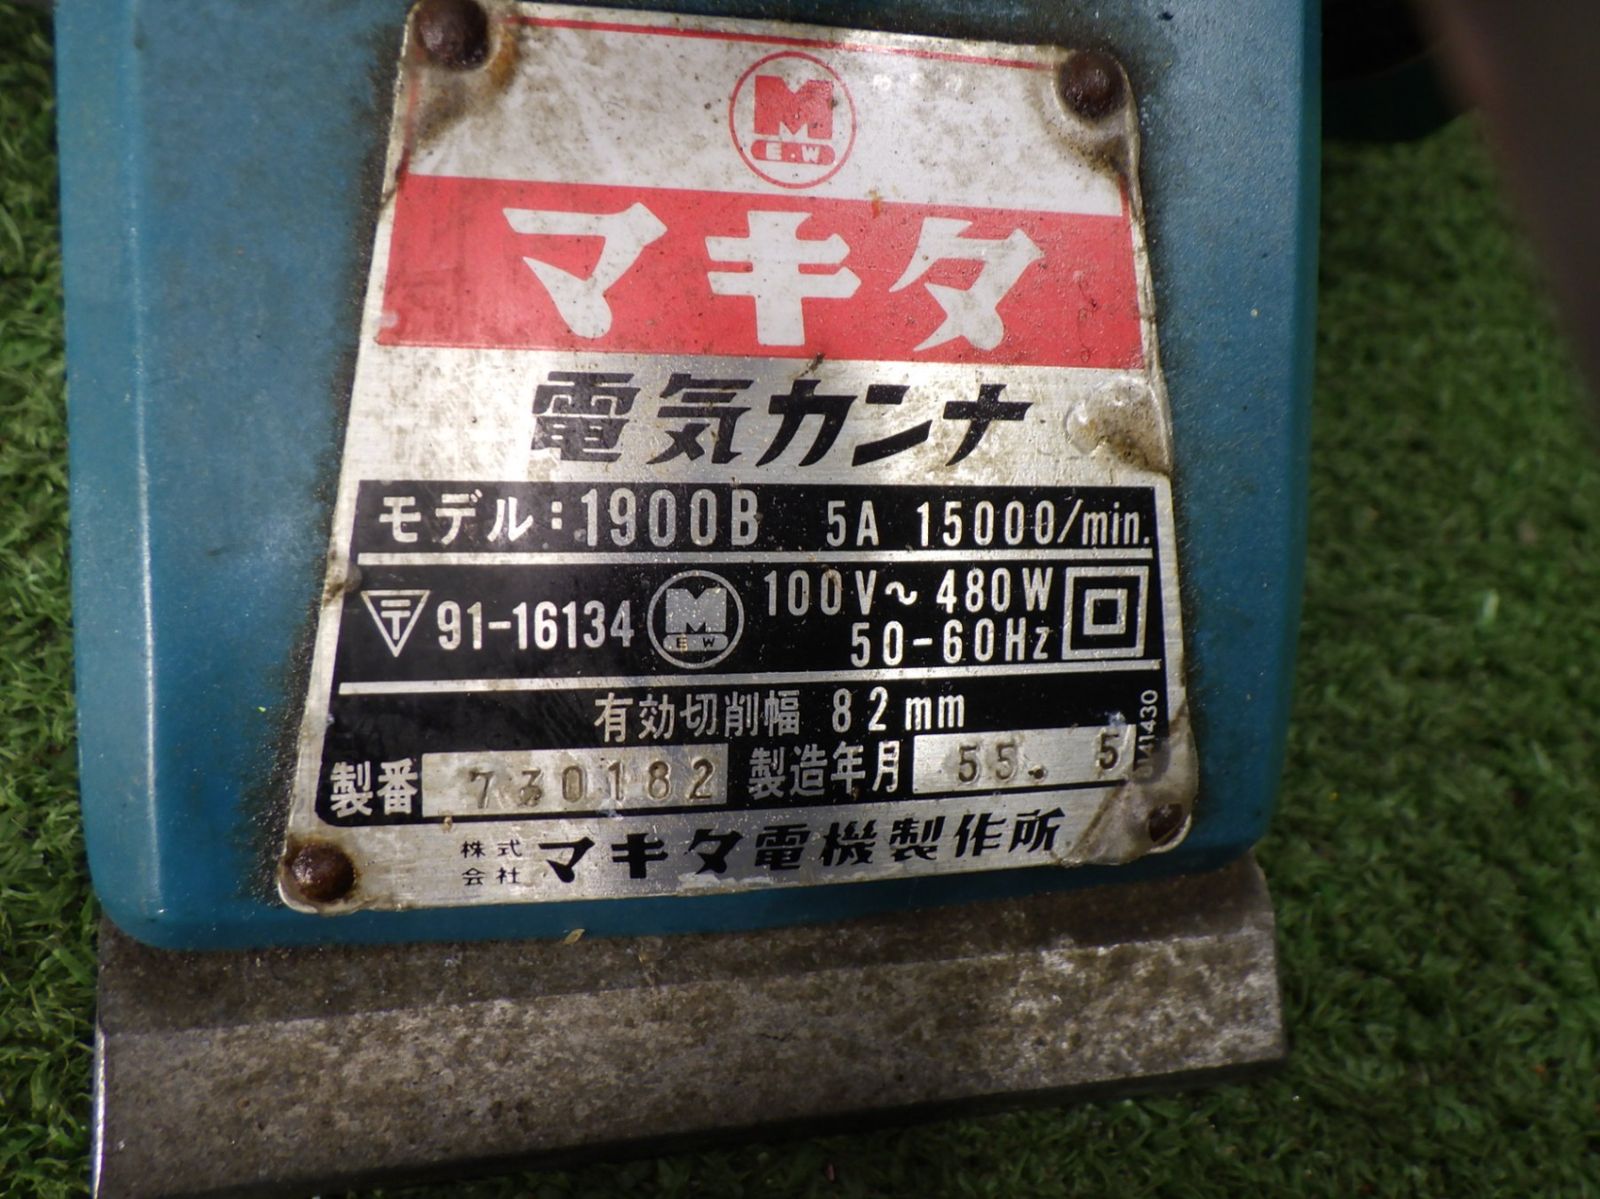 M
E.W
マキタ
電気カンナ
モデル:1900B 5A 15000/min.
〒 91-16134 M E W 100V~480W
50-60Hz
有効切削幅 82mm
製番 730182 製造年月 55. 5
株式会社 マキタ電機製作所